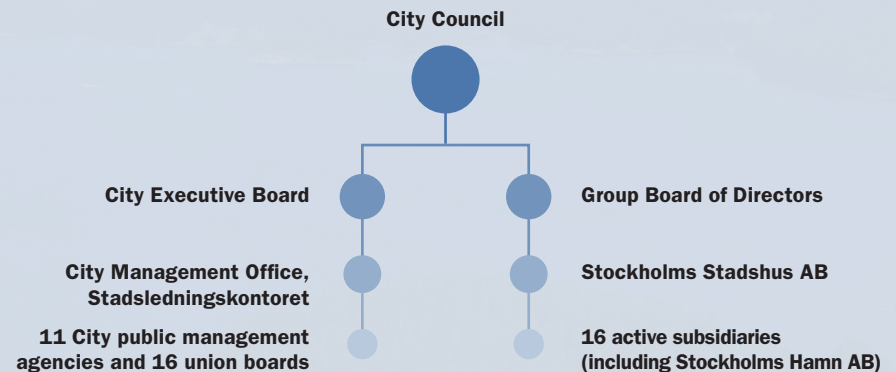 City Council
City Executive Board
Group Board of Directors
City Management Office,
Stadsledningskontoret
Stockholms Stadshus AB
11 City public management
agencies and 16 union boards
16 active subsidiaries
(including Stockholms Hamn AB)